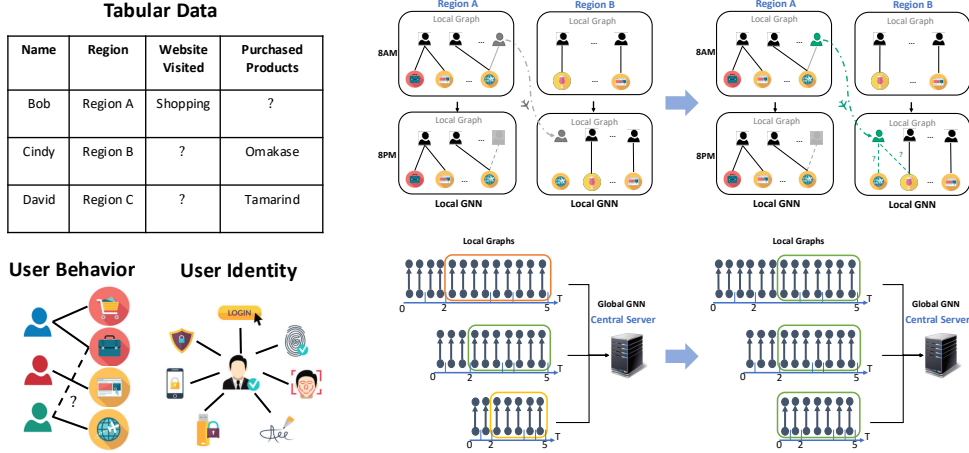 Tabular Data
Name Region Website Visited Purchased Products
Bob Region A Shopping ?
Cindy Region B ? Omakase
David Region C ? Tamarind
User Behavior
?
User Identity
LOGIN
Region A Region B
Local Graph Local Graph
8AM
... ... ... ...
Local Graph Local Graph
8PM
... ... ... ...
Local GNN Local GNN
Region A Region B
Local Graph Local Graph
8AM
... ... ... ...
Local Graph Local Graph
8PM
? ?
... ... ... ...
Local GNN Local GNN
Local Graphs
0 2 5 T
0 2 5 T
0 2 5 T
Global GNN
Central Server
Local Graphs
0 2 5 T
0 2 5 T
0 2 5 T
Global GNN
Central Server